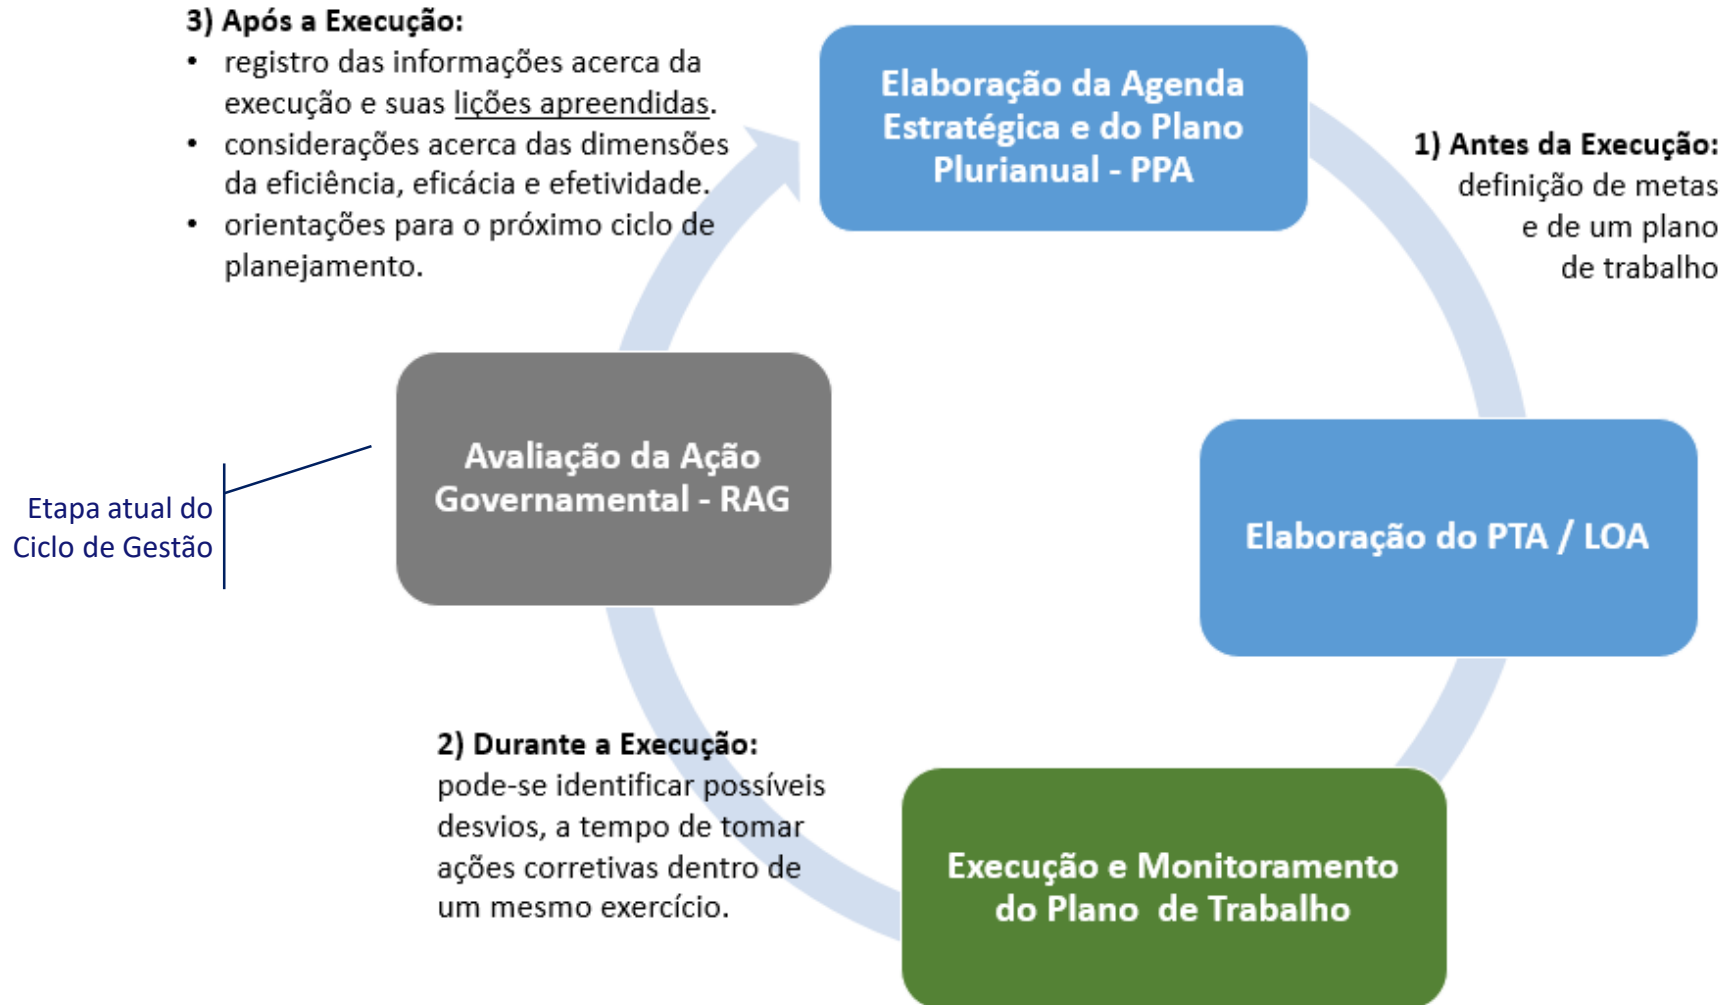 3) Após a Execução:
• registro das informações acerca da
execução e suas lições apreendidas.
• considerações acerca das dimensões
da eficiência, eficácia e efetividade.
• orientações para o próximo ciclo de
planejamento.
Elaboração da Agenda
Estratégica e do Plano
Plurianual - PPA
1) Antes da Execução:
definição de metas
e de um plano
de trabalho
Avaliação da Ação
Governamental - RAG
Etapa atual do
Ciclo de Gestão
Elaboração do PTA / LOA
2) Durante a Execução:
pode-se identificar possíveis
desvios, a tempo de tomar
ações corretivas dentro de
um mesmo exercício.
Execução e Monitoramento
do Plano de Trabalho